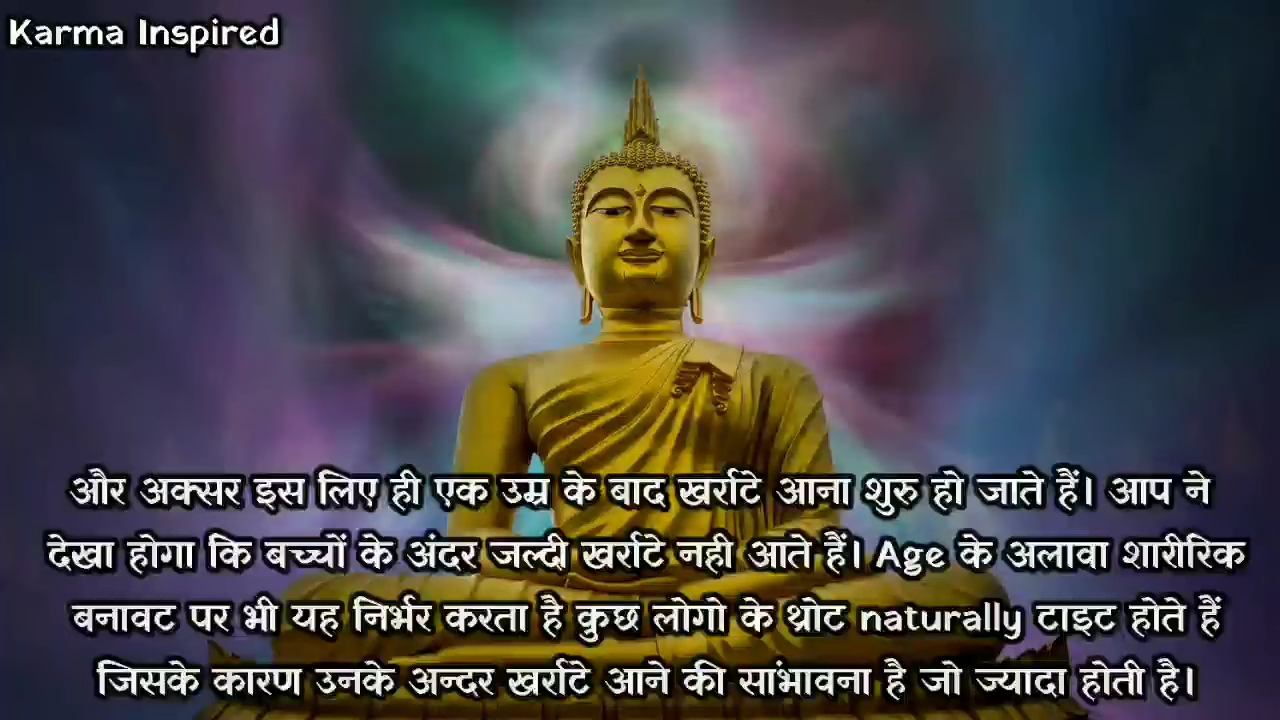 Karma Inspired
और अक्सर इस लिए ही एक उम्र के बाद खर्राटे आना शुरु हो जाते हैं। आप ने
देखा होगा कि बच्चों के अंदर जल्दी खर्राटे नही आते हैं। Age के अलावा शारीरिक
बनावट पर भी यह निर्भर करता है कुछ लोगो के थ्रोट naturally टाइट होते हैं
जिसके कारण उनके अन्दर खर्राटे आने की सांभावना है जो ज्यादा होती है।